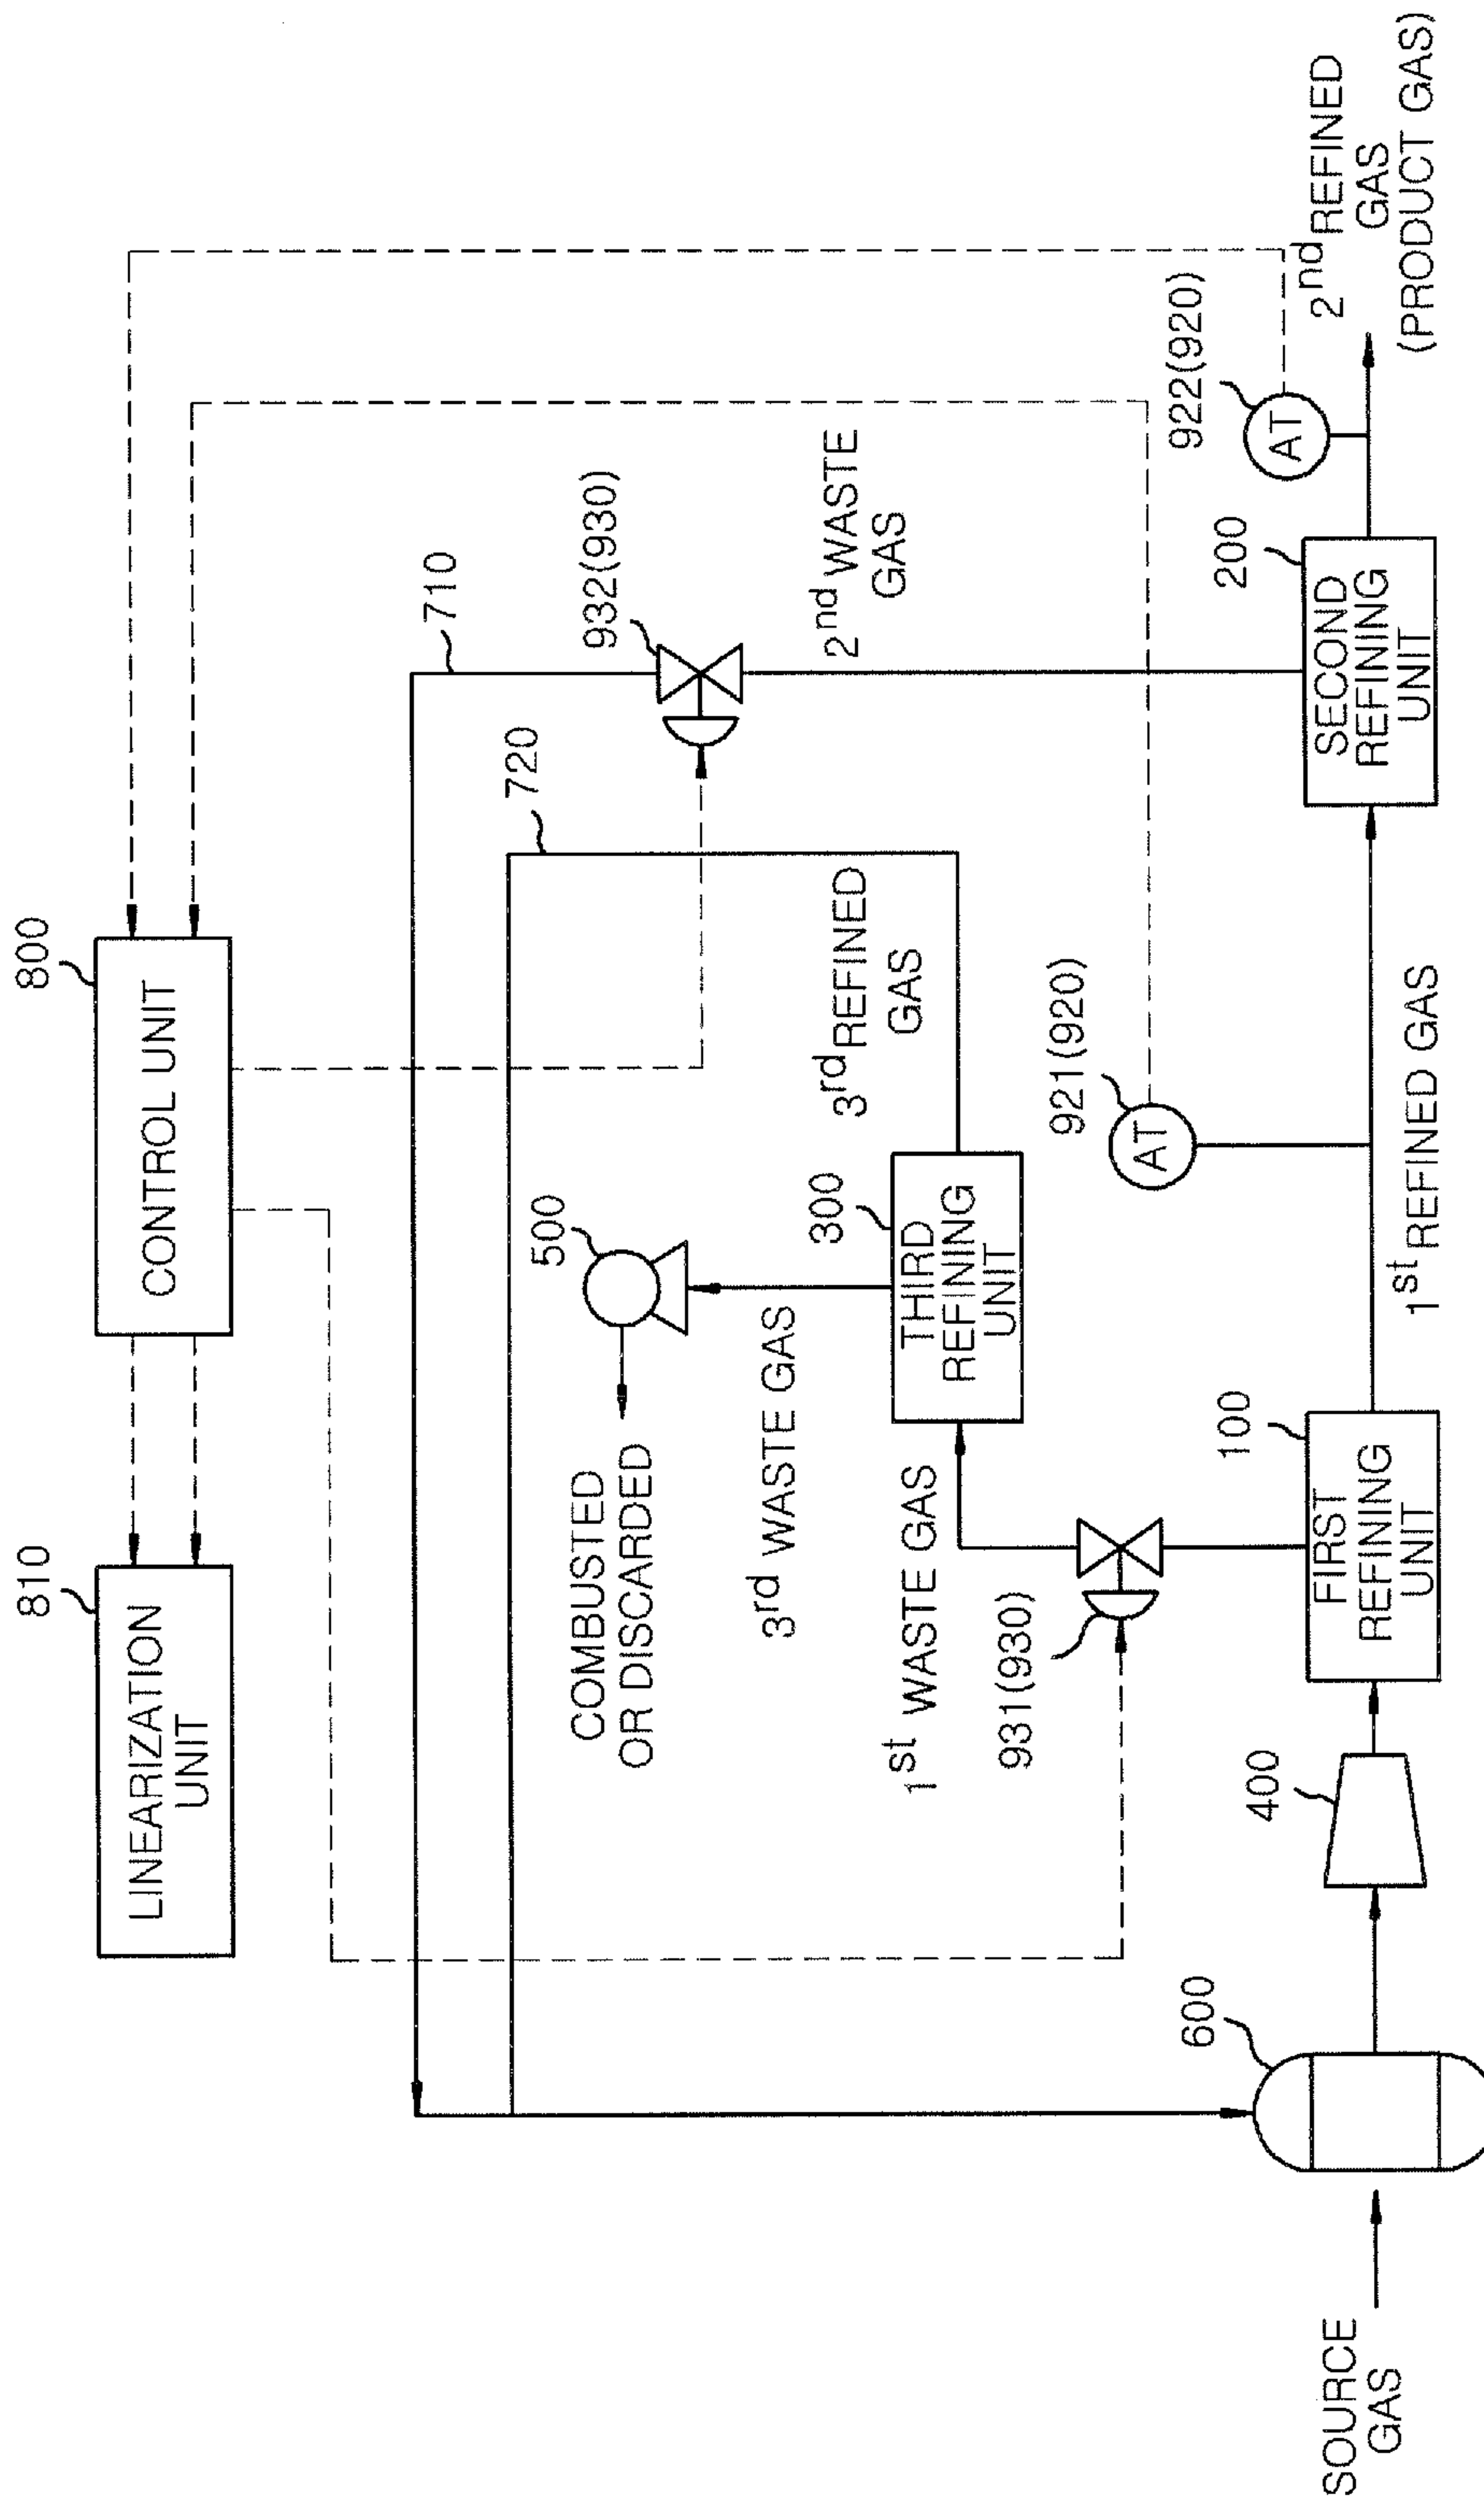 810
LINEARIZATION
UNIT
800
CONTROL UNIT
710
720
932(930)
2nd WASTE
GAS
500
COMBUSTED
OR DISCARDED
3rd WASTE GAS
300
THIRD
REFINING
UNIT
3rd REFINED
GAS
1st WASTE GAS
931(930)
921(920)
AT
922(920)
AT
600
400
100
FIRST
REFINING
UNIT
1st REFINED GAS
200
SECOND
REFINING
UNIT
2nd REFINED
GAS
(PRODUCT GAS)
SOURCE
GAS